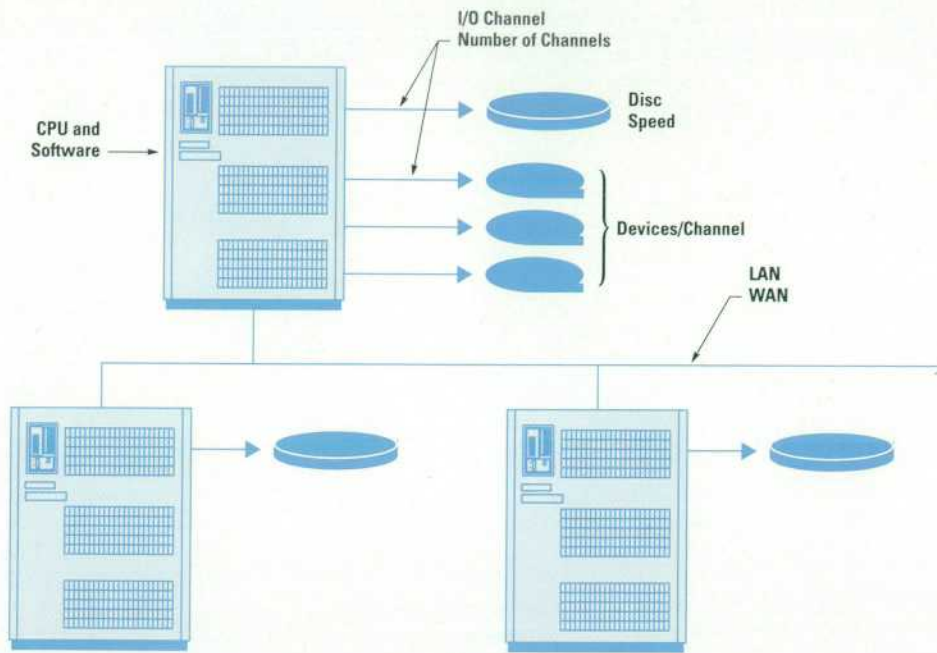 I/O Channel
Number of Channels
Disc
Speed
CPU and
Software
Devices/Channel
LAN
WAN